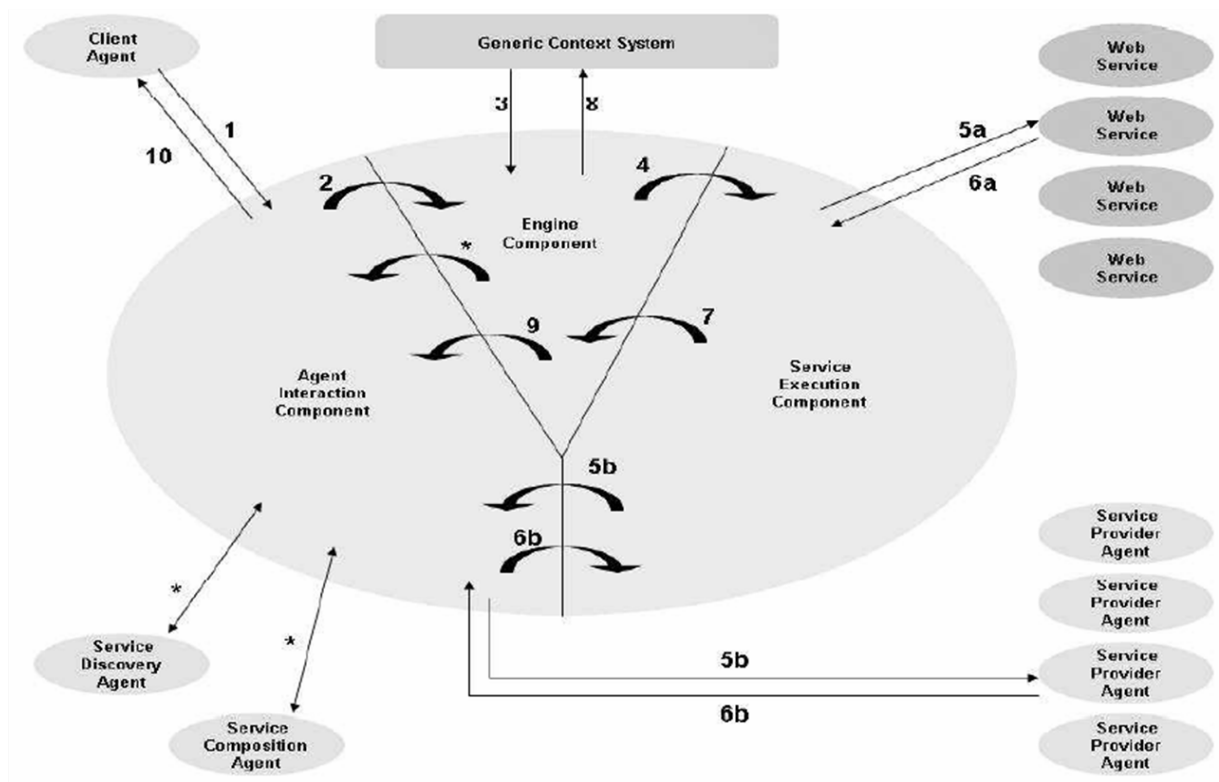 Client
Agent
Generic Context System
Web
Service
Web
Service
Web
Service
Web
Service
1
10
3
8
5a
6a
2
4
*
9
7
Engine
Component
Agent
Interaction
Component
Service
Execution
Component
5b
6b
*
*
Service
Discovery
Agent
Service
Composition
Agent
5b
6b
Service
Provider
Agent
Service
Provider
Agent
Service
Provider
Agent
Service
Provider
Agent